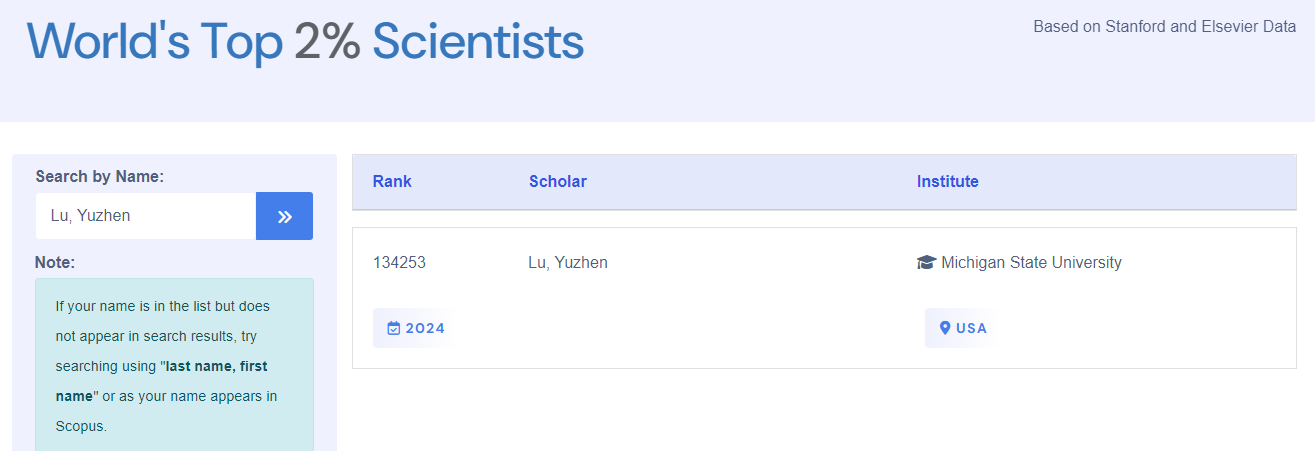 World's Top 2% Scientists
Based on Stanford and Elsevier Data
Search by Name:
Lu, Yuzhen
Note:
If your name is in the list but does
not appear in search results, try
searching using "last name, first
name" or as your name appears in
Scopus.
Rank Scholar Institute
134253 Lu, Yuzhen Michigan State University
2024 USA